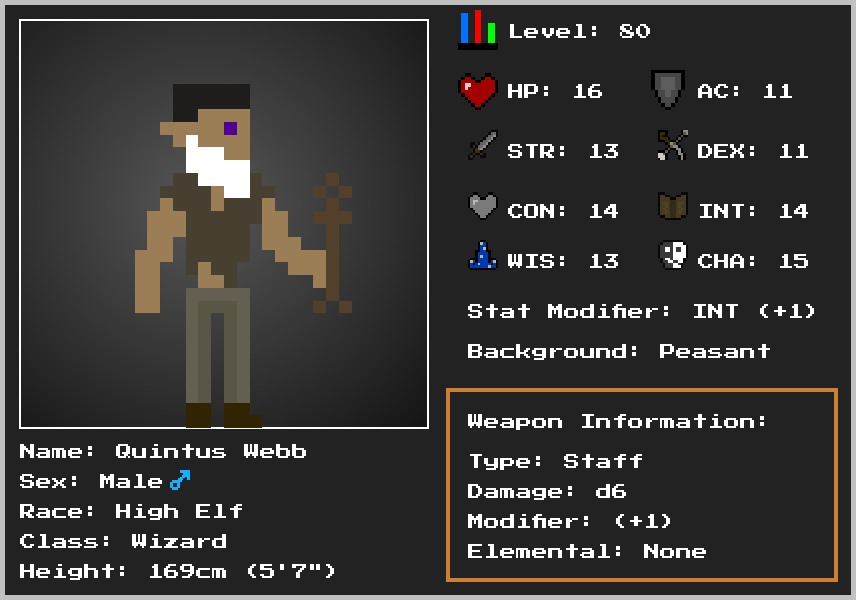 Level: 80
HP: 16
AC: 11
STR: 13
DEX: 11
CON: 14
INT: 14
WIS: 13
CHA: 15
Stat Modifier: INT (+1)
Background: Peasant
Weapon Information:
Type: Staff
Damage: d6
Modifier: (+1)
Elemental: None
Name: Quintus Webb
Sex: Male♂
Race: High Elf
Class: Wizard
Height: 169cm (5'7")